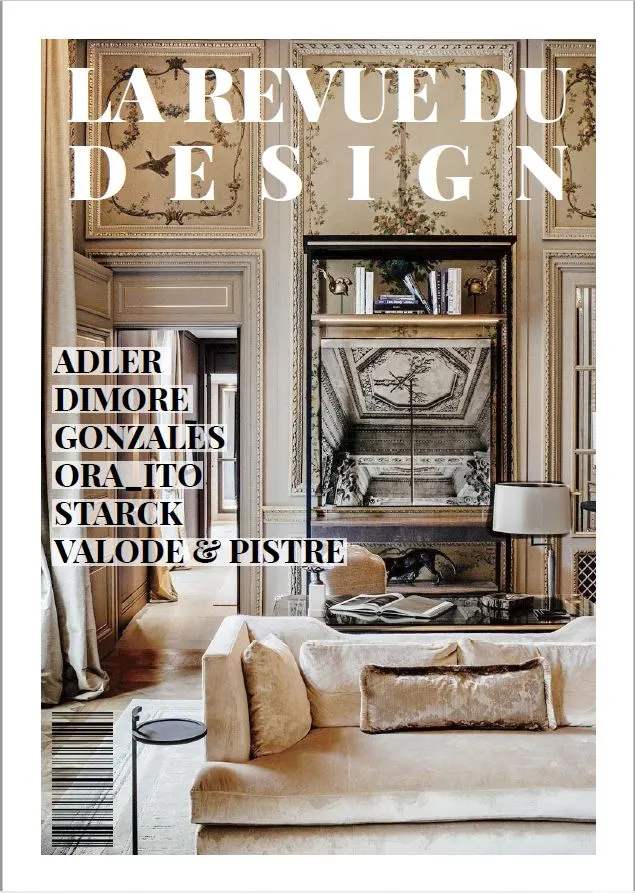 LA REVUE DU
DESIGN
ADLER
DIMORE
GONZALES
ORA_ITO
STARCK
VALODE & PISTRE